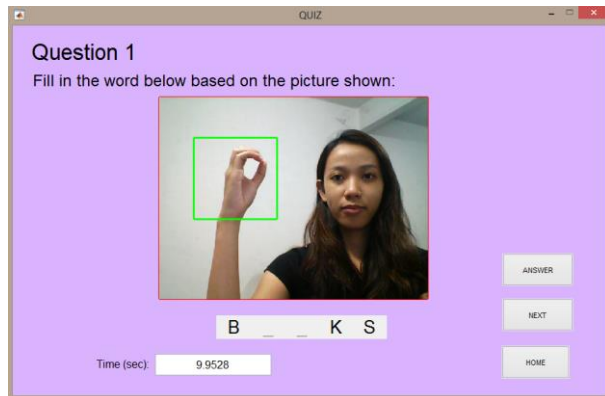 QUIZ
Question 1
Fill in the word below based on the picture shown:
ANSWER
NEXT
B _ _ K S
Time (sec): 9.9528
HOME